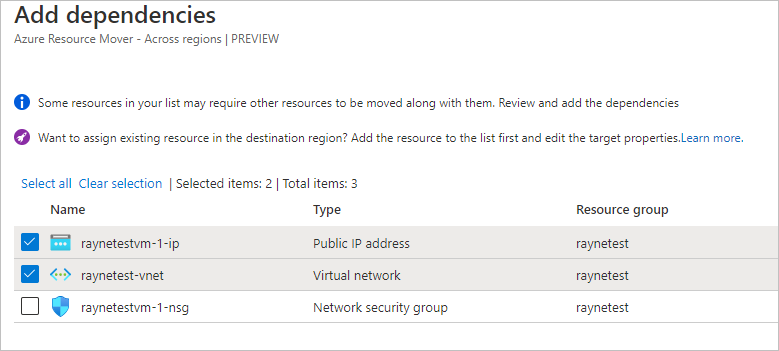 Add dependencies
Azure Resource Mover - Across regions | PREVIEW
Some resources in your list may require other resources to be moved along with them. Review and add the dependencies
Want to assign existing resource in the destination region? Add the resource to the list first and edit the target properties.Learn more.
Select all Clear selection | Selected items: 2 | Total items: 3
Name Type Resource group
raynetestvm-1-ip Public IP address raynetest
raynetest-vnet Virtual network raynetest
raynetestvm-1-nsg Network security group raynetest